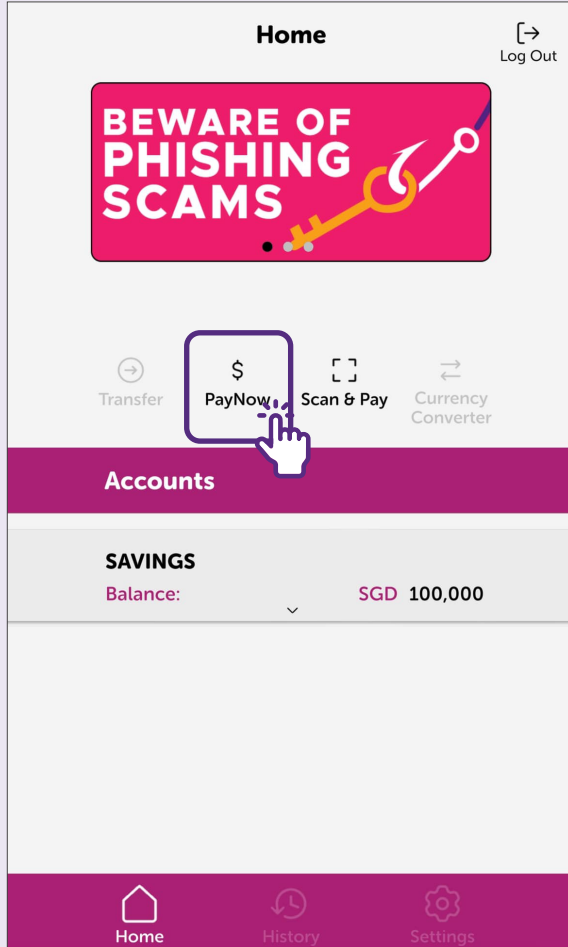 Home
Log Out
BEWARE OF
PHISHING
SCAMS
Transfer
$
PayNow
Scan & Pay
Currency
Converter
Accounts
SAVINGS
Balance: SGD 100,000
Home History Settings